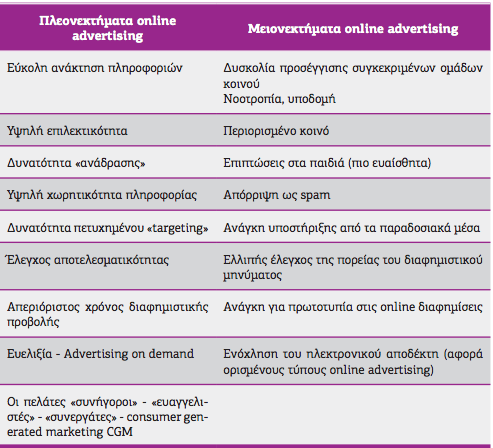 Πλεονεκτήματα online
advertising
Μειονεκτήματα online advertising
Εύκολη ανάκτηση πληροφοριών
Δυσκολία προσέγγισης συγκεκριμένων ομάδων
κοινού
Νοοτροπία, υποδομή
Υψηλή επιλεκτικότητα
Περιορισμένο κοινό
Δυνατότητα «ανάδρασης»
Επιπτώσεις στα παιδιά (πιο ευαίσθητα)
Υψηλή χωρητικότητα πληροφορίας
Απόρριψη ως spam
Δυνατότητα πετυχημένου «targeting»
Ανάγκη υποστήριξης από τα παραδοσιακά μέσα
Έλεγχος αποτελεσματικότητας
Ελλιπής έλεγχος της πορείας του διαφημιστικού
μηνύματος
Απεριόριστος χρόνος διαφημιστικής
προβολής
Ανάγκη για πρωτοτυπία στις online διαφημίσεις
Ευελιξία - Advertising on demand
Ενόχληση του ηλεκτρονικού αποδέκτη (αφορά
ορισμένους τύπους online advertising)
Οι πελάτες «συνήγοροι» - «ευαγγελι-
στές» - «συνεργάτες» - consumer gen-
erated marketing CGM